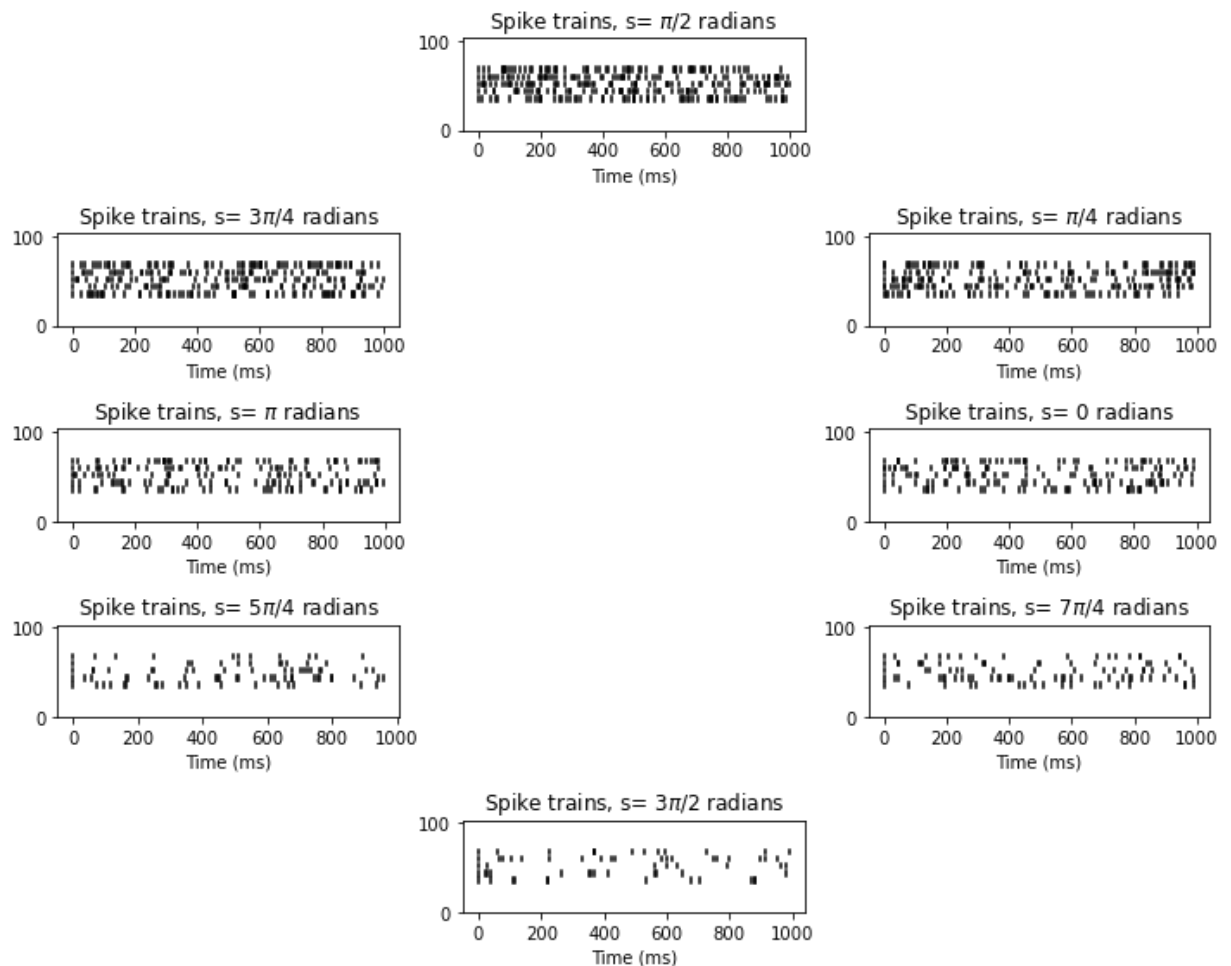 Spike trains, s= π/2 radians
100
0
0 200 400 600 800 1000
Time (ms)
Spike trains, s= 3π/4 radians
100
0
0 200 400 600 800 1000
Time (ms)
Spike trains, s= π/4 radians
100
0
0 200 400 600 800 1000
Time (ms)
Spike trains, s= π radians
100
0
0 200 400 600 800 1000
Time (ms)
Spike trains, s= 0 radians
100
0
0 200 400 600 800 1000
Time (ms)
Spike trains, s= 5π/4 radians
100
0
0 200 400 600 800 1000
Time (ms)
Spike trains, s= 7π/4 radians
100
0
0 200 400 600 800 1000
Time (ms)
Spike trains, s= 3π/2 radians
100
0
0 200 400 600 800 1000
Time (ms)